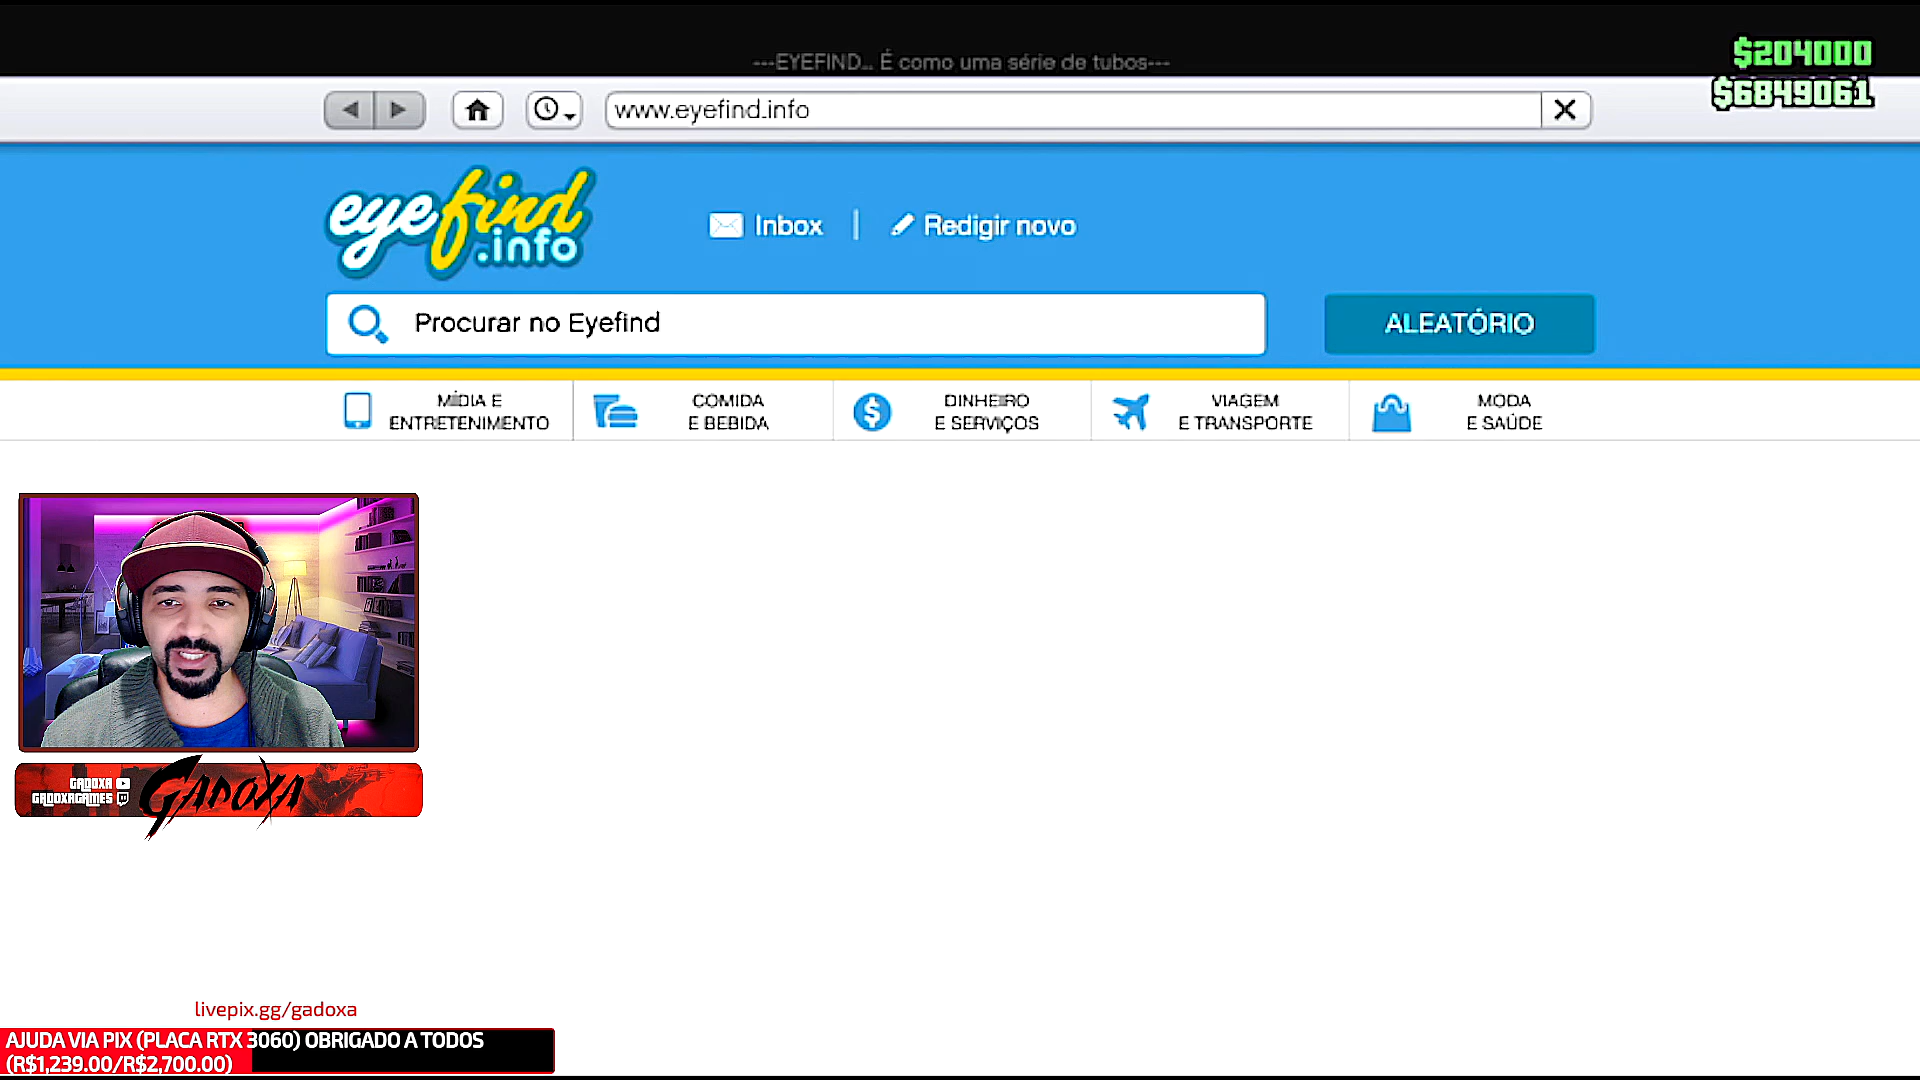 ---EYEFIND... É como uma série de tubos---
$204000
$6849061
www.eyefind.info
eyefind
.info
Inbox
Redigir novo
Procurar no Eyefind
ALEATÓRIO
MÍDIA E
ENTRETENIMENTO
COMIDA
E BEBIDA
DINHEIRO
E SERVIÇOS
VIAGEM
E TRANSPORTE
MODA
E SAÚDE
GADOXA
GADOXAGAMES
GADOXA
livepix.gg/gadoxa
AJUDA VIA PIX (PLACA RTX 3060) OBRIGADO A TODOS
(R$1,239.00/R$2,700.00)